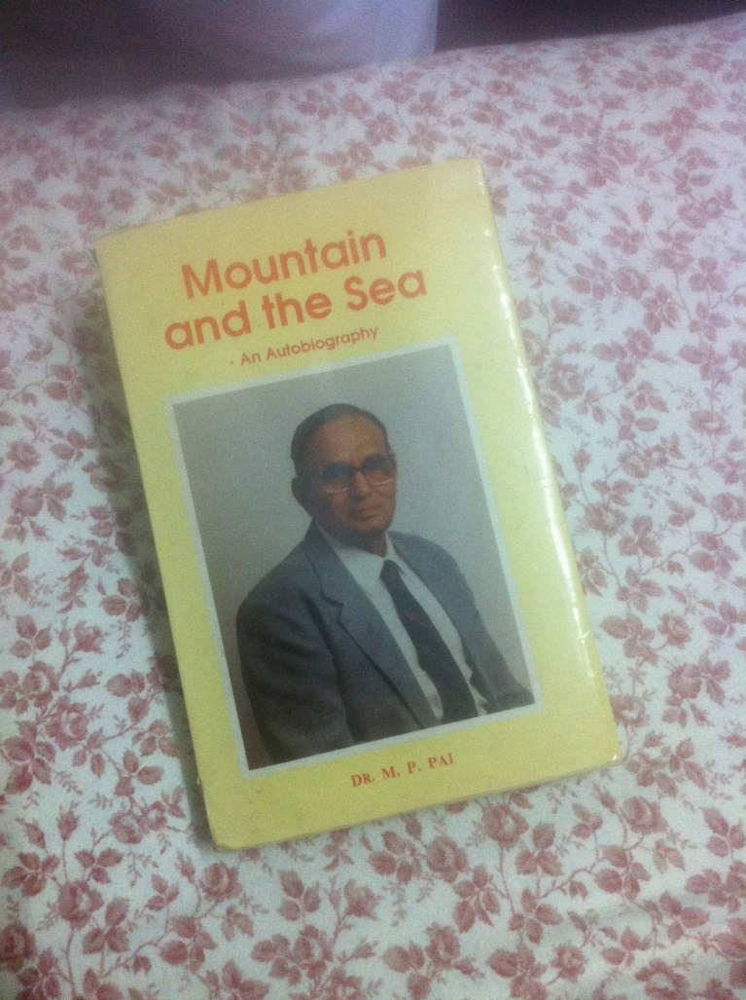 Mountain
and the Sea
- An Autobiography
DR. M. P. PAI